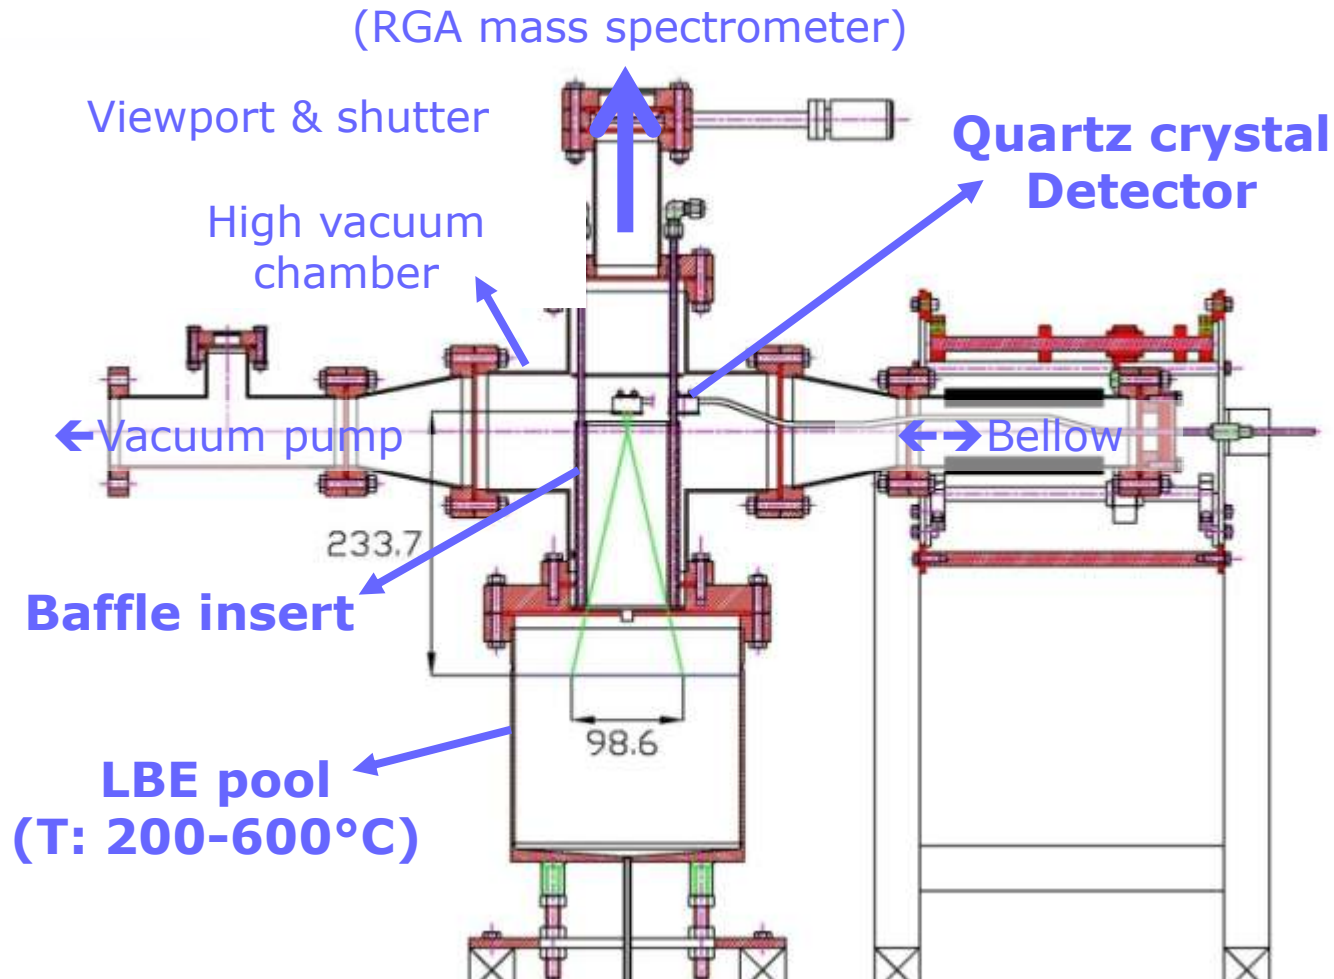 (RGA mass spectrometer)
Viewport & shutter
Quartz crystal
Detector
High vacuum
chamber
Vacuum pump
Bellow
233.7
Baffle insert
98.6
LBE pool
(T: 200-600°C)